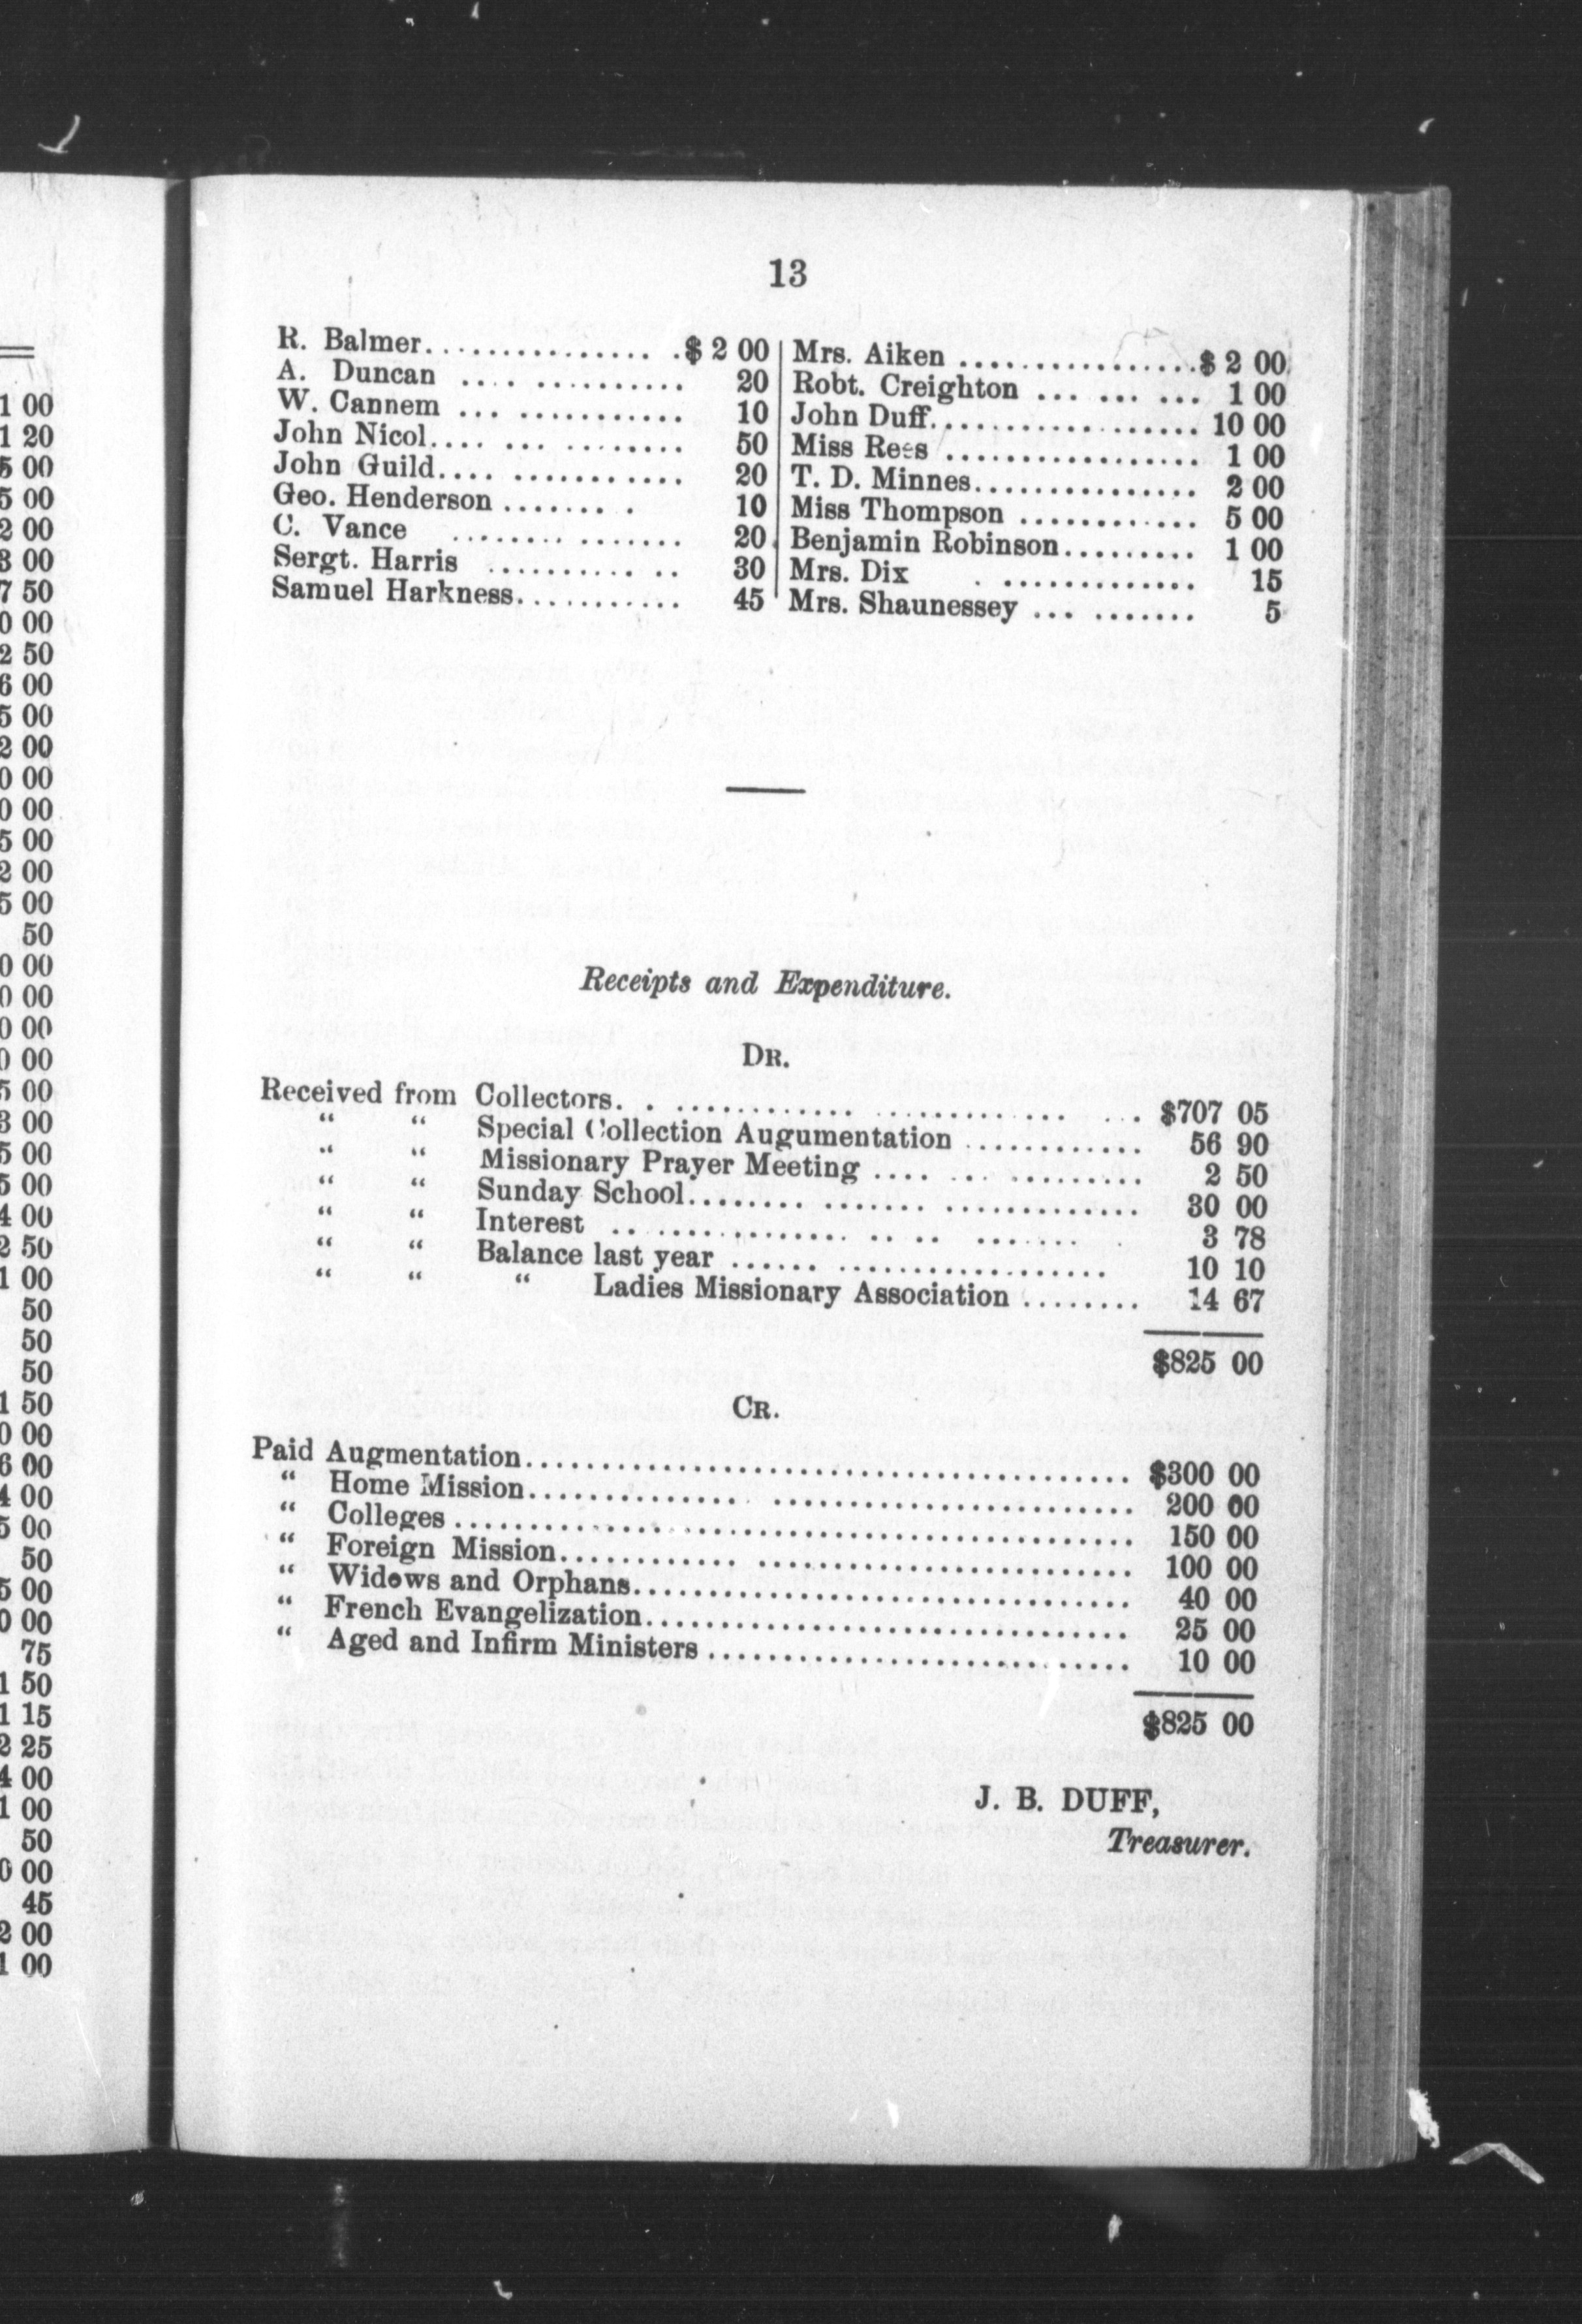 13
R. Balmer................ .$ 2 00
A. Duncan .... .......... 20
W. Cannem ... ........... 10
John Nicol.... ... ........ 50
John Guild.... ........... 20
Geo. Henderson ....... . 10
C. Vance ........ ....... 20
Sergt. Harris .......... .. 30
Samuel Harkness........... 45
Mrs. Aiken .................$ 2 00
Robt. Creighton ... ... ... 1 00
John Duff.................. 10 00
Miss Rees ................. 1 00
T. D. Minnes............... 2 00
Miss Thompson ............ 5 00
Benjamin Robinson......... 1 00
Mrs. Dix . ............. 15
Mrs. Shaunessey ... ....... 5
Receipts and Expenditure.
DR.
Received from Collectors. . ............ ............. ... $707 05
“ “ Special Collection Augumentation ............ 56 90
“ “ Missionary Prayer Meeting .... ... ......... 2 50
“ “ Sunday School........ ....... ............. 30 00
“ “ Interest .. ............. .. .. ....... . 3 78
“ “ Balance last year ...... .................. 10 10
“ “ “ Ladies Missionary Association ........ 14 67
$825 00
CR.
Paid Augmentation......................................... $300 00
“ Home Mission.............. ........................ 200 00
“ Colleges .............................................. 150 00
“ Foreign Mission............ ......................... 100 00
“ Widows and Orphans................................. 40 00
“ French Evangelization................................ 25 00
“ Aged and Infirm Ministers ............................ 10 00
$825 00
J. B. DUFF,
Treasurer.